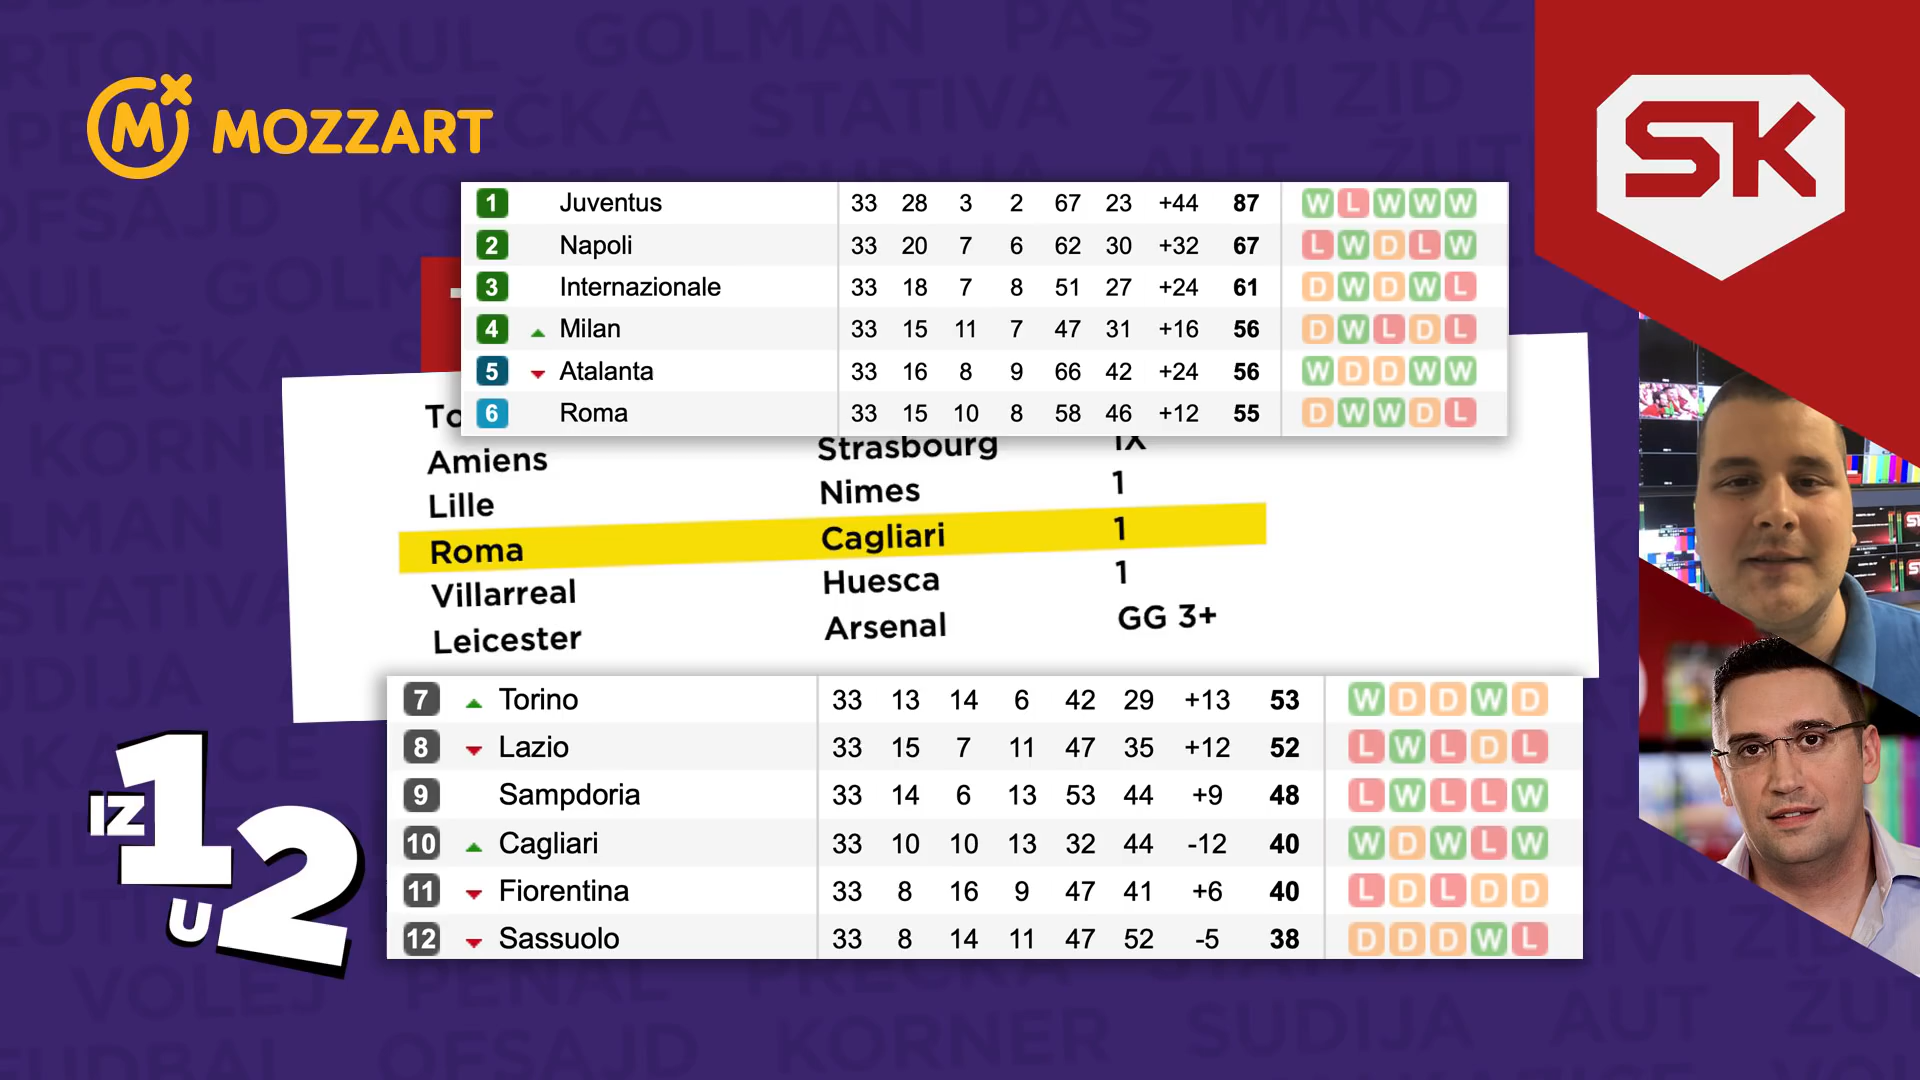 MOZZART
SK
1 Juventus 33 28 3 2 67 23 +44 87 W L W W W
2 Napoli 33 20 7 6 62 30 +32 67 L W D L W
3 Internazionale 33 18 7 8 51 27 +24 61 D W D W L
4 Milan 33 15 11 7 47 31 +16 56 D W L D L
5 Atalanta 33 16 8 9 66 42 +24 56 W D D W W
6 Roma 33 15 10 8 58 46 +12 55 D W W D L
Amiens Strasbourg 1X
Lille Nimes 1
Roma Cagliari 1
Villarreal Huesca 1
Leicester Arsenal GG 3+
7 Torino 33 13 14 6 42 29 +13 53 W D D W D
8 Lazio 33 15 7 11 47 35 +12 52 L W L D L
9 Sampdoria 33 14 6 13 53 44 +9 48 L W L L W
10 Cagliari 33 10 10 13 32 44 -12 40 W D W L W
11 Fiorentina 33 8 16 9 47 41 +6 40 L D L D D
12 Sassuolo 33 8 14 11 47 52 -5 38 D D D W L
IZ 1
U 2